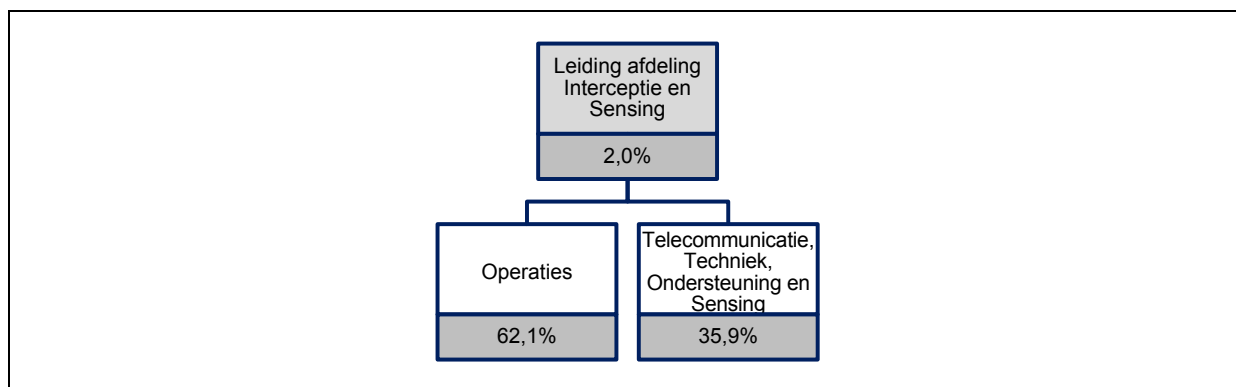 Leiding afdeling
Interceptie en
Sensing
2,0%
Operaties
62,1%
Telecommunicatie,
Techniek,
Ondersteuning en
Sensing
35,9%